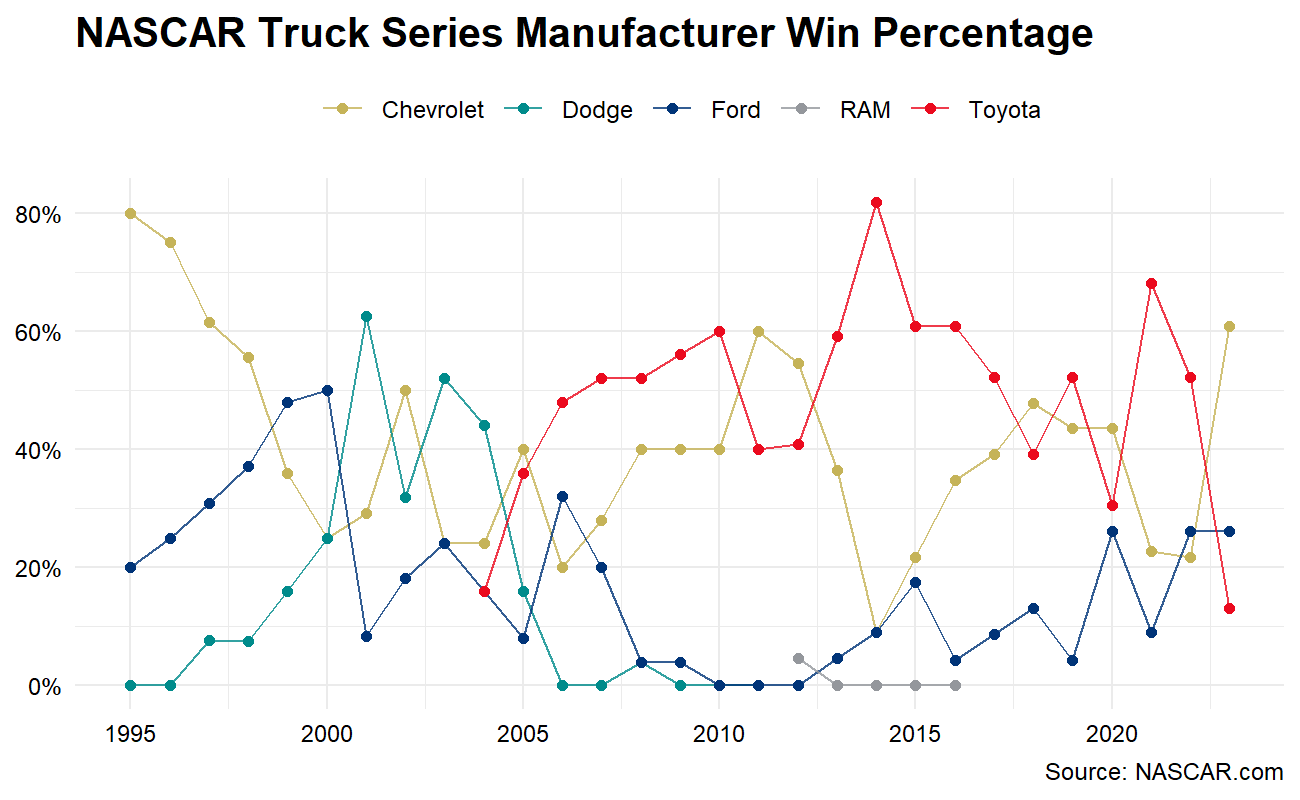 NASCAR Truck Series Manufacturer Win Percentage
Chevrolet Dodge Ford RAM Toyota
80%
60%
40%
20%
0%
1995 2000 2005 2010 2015 2020
Source: NASCAR.com